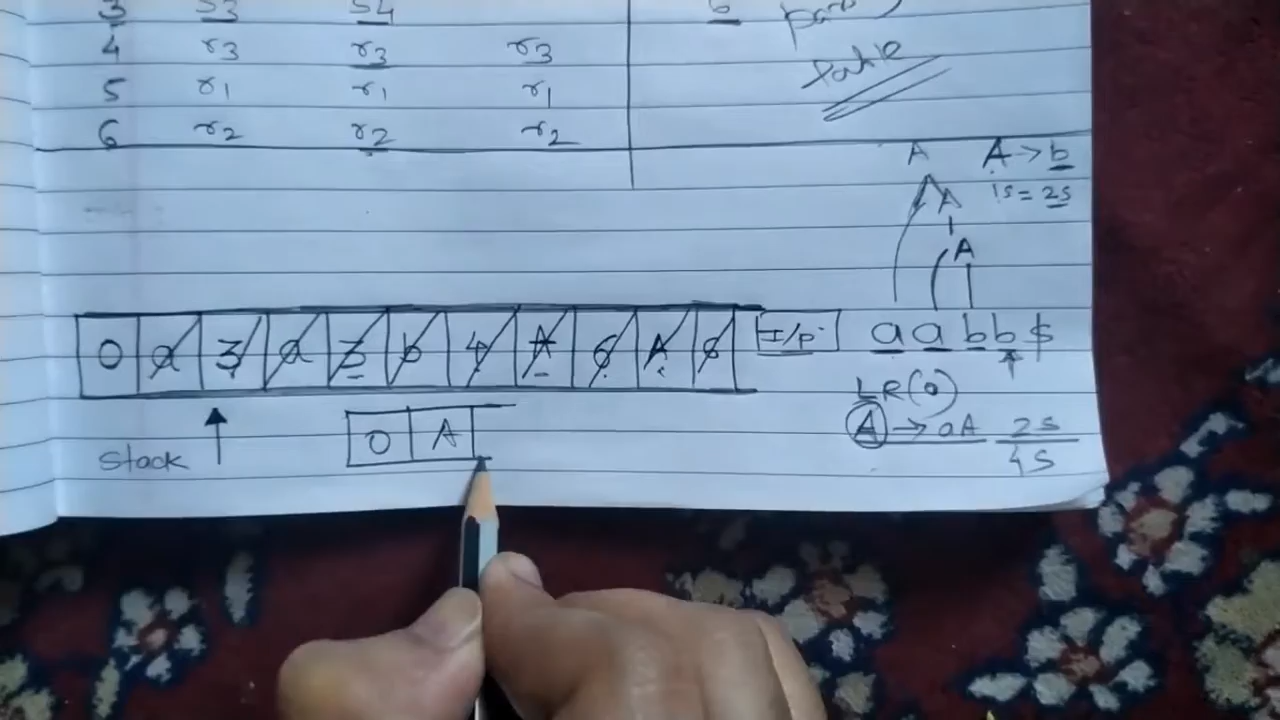 3 S3 S4 6
4 r3 r3 r3
5 r1 r1 r1
6 r2 r2 r2
table
A A→b
A 1s = 2s
A
0 a 3 a 3 b 4 A 6 A 6 I/p. a a b b $
LR(0)
A → aA 2s
4s
Stack 0 A